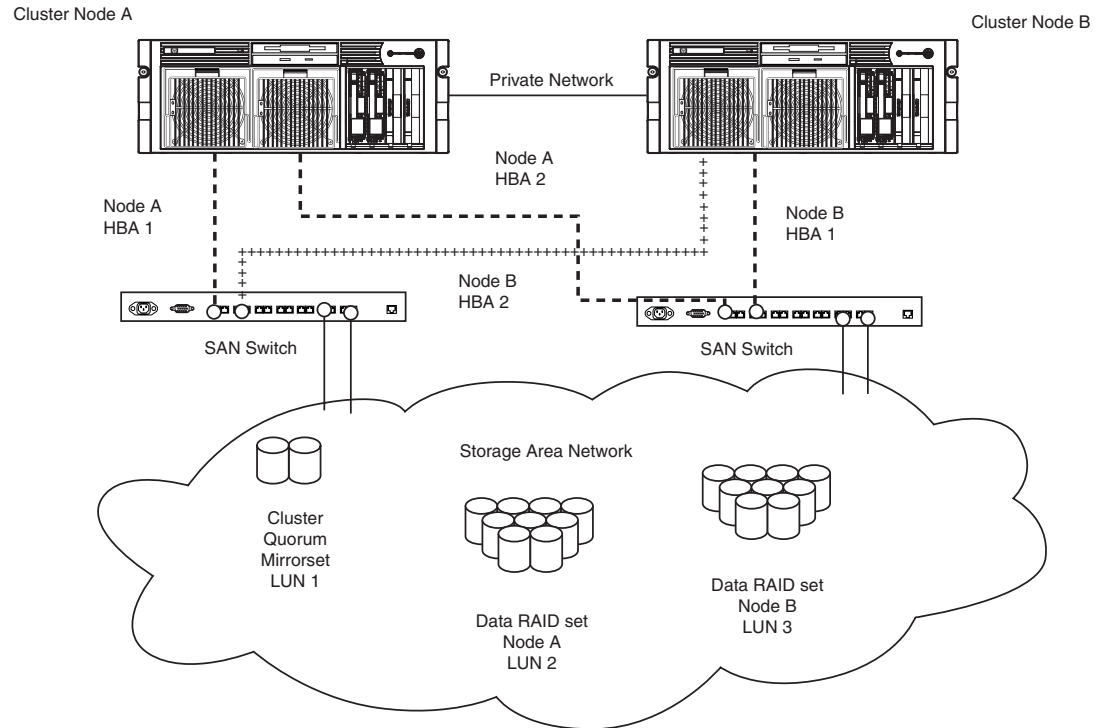 Cluster Node A
Cluster Node B
Private Network
Node A
HBA 2
Node A
HBA 1
Node B
HBA 1
Node B
HBA 2
SAN Switch
SAN Switch
Storage Area Network
Cluster
Quorum
Mirrorset
LUN 1
Data RAID set
Node A
LUN 2
Data RAID set
Node B
LUN 3